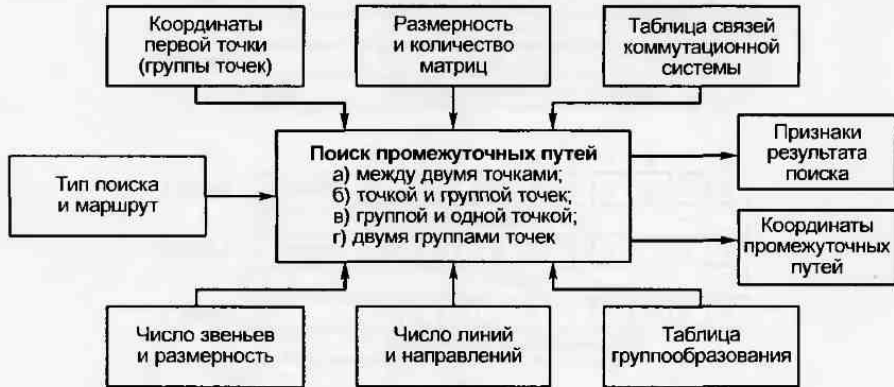 Координаты
первой точки
(группы точек)
Размерность
и количество
матриц
Таблица связей
коммутационной
системы
Тип поиска
и маршрут
Поиск промежуточных путей
а) между двумя точками;
б) точкой и группой точек;
в) группой и одной точкой;
г) двумя группами точек
Признаки
результата
поиска
Координаты
промежуточных
путей
Число звеньев
и размерность
Число линий
и направлений
Таблица
группообразования